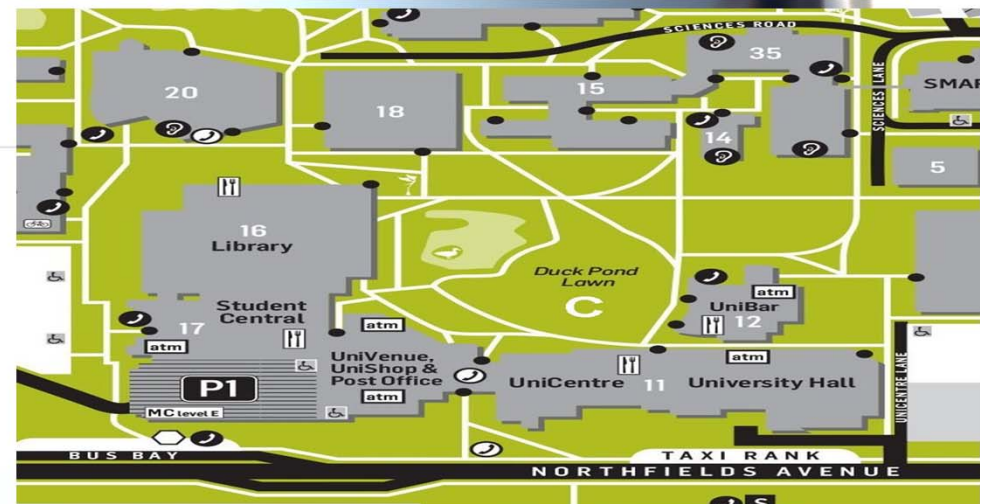 SCIENCES ROAD
35
20
18
15
SCIENCES LANE
14
5
16
Library
Duck Pond
Lawn
C
Student
Central
17
atm
atm
atm
UniBar
12
UniVenue,
UniShop &
Post Office
atm
atm
UniCentre 11 University Hall
P1
MC level E
UNICENTRE LANE
BUS BAY
TAXI RANK
NORTHFIELDS AVENUE
S